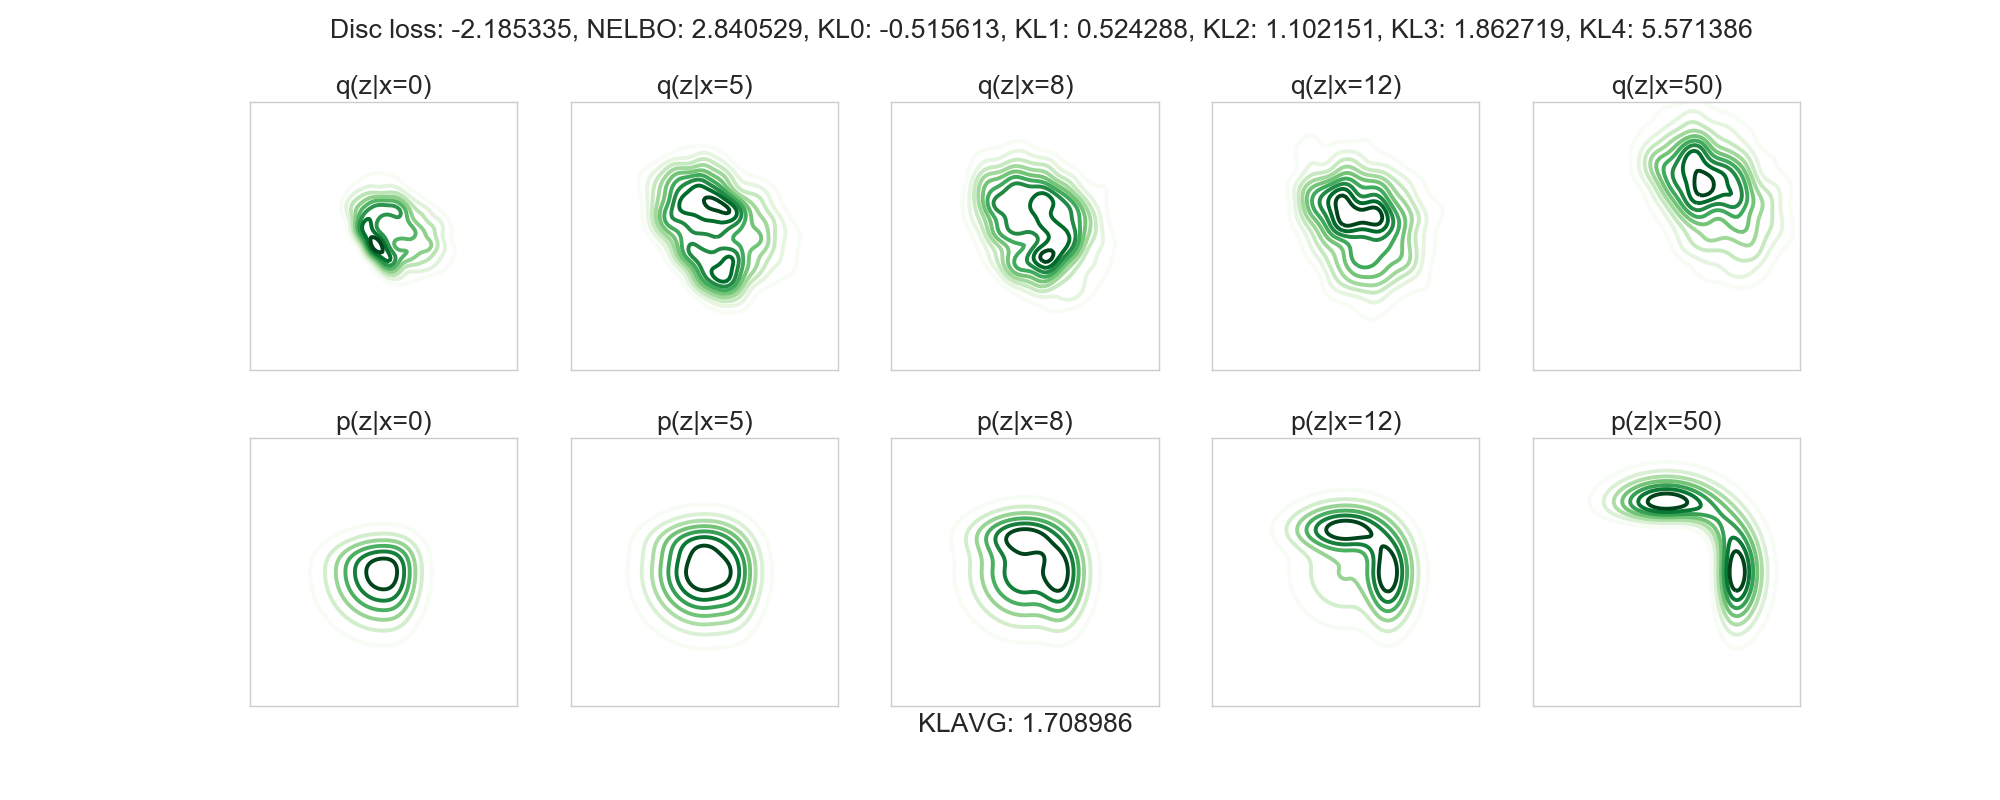 Disc loss: -2.185335, NELBO: 2.840529, KL0: -0.515613, KL1: 0.524288, KL2: 1.102151, KL3: 1.862719, KL4: 5.571386
q(z|x=0) q(z|x=5) q(z|x=8) q(z|x=12) q(z|x=50)
p(z|x=0) p(z|x=5) p(z|x=8) p(z|x=12) p(z|x=50)
KLAVG: 1.708986